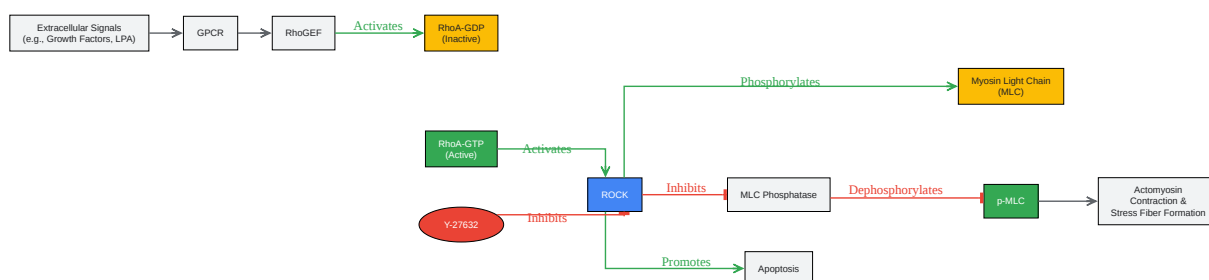 Extracellular Signals
(e.g., Growth Factors, LPA)
GPCR
RhoGEF
Activates
RhoA-GDP
(Inactive)
Phosphorylates
Myosin Light Chain
(MLC)
RhoA-GTP
(Active)
Activates
ROCK
Inhibits
MLC Phosphatase
Dephosphorylates
p-MLC
Actomyosin
Contraction &
Stress Fiber Formation
Y-27632
Inhibits
Promotes
Apoptosis